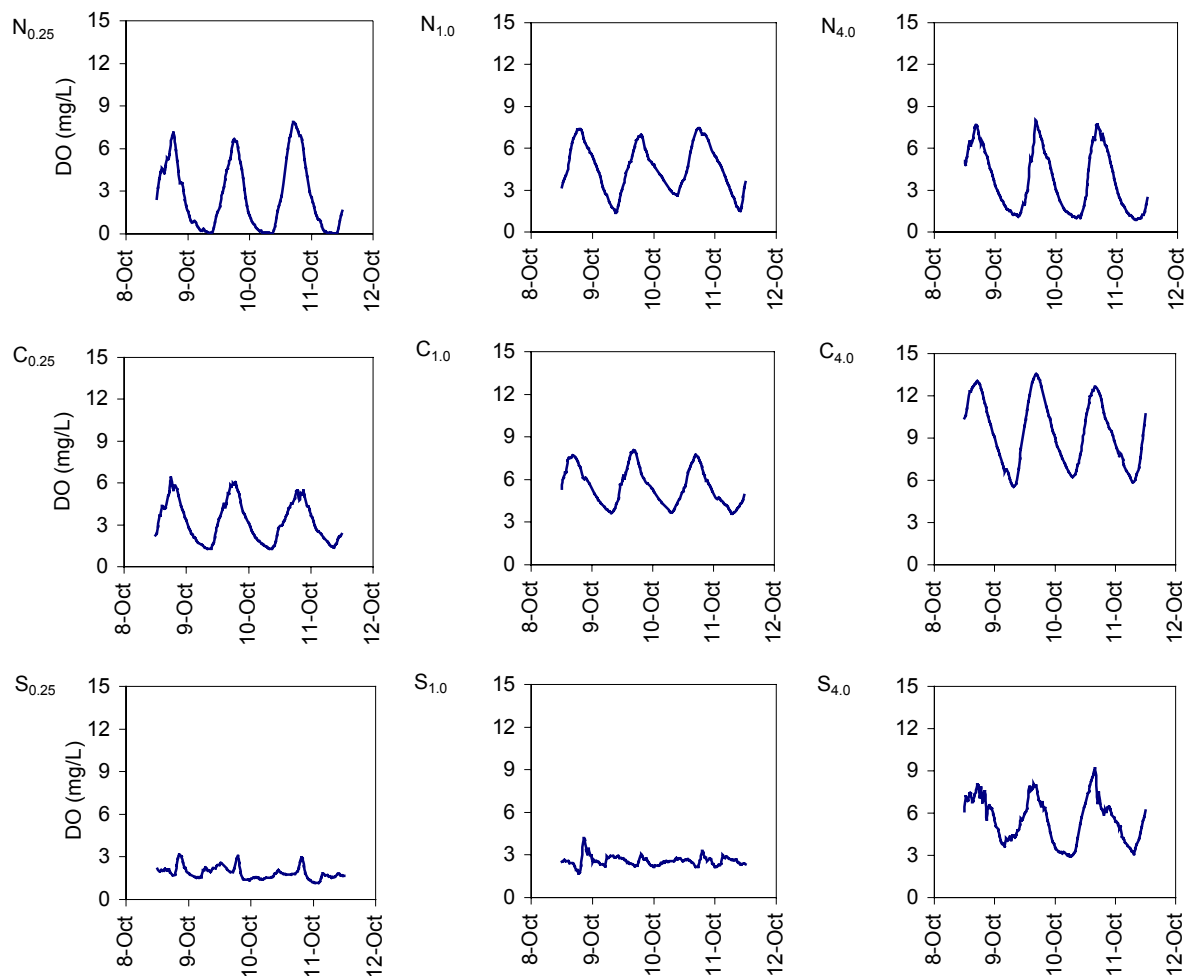 N0.25
15
12
9
6
3
0
DO (mg/L)
8-Oct
9-Oct
10-Oct
11-Oct
12-Oct
N1.0
15
12
9
6
3
0
8-Oct
9-Oct
10-Oct
11-Oct
12-Oct
N4.0
15
12
9
6
3
0
8-Oct
9-Oct
10-Oct
11-Oct
12-Oct
C0.25
15
12
9
6
3
0
DO (mg/L)
8-Oct
9-Oct
10-Oct
11-Oct
12-Oct
C1.0
15
12
9
6
3
0
8-Oct
9-Oct
10-Oct
11-Oct
12-Oct
C4.0
15
12
9
6
3
0
8-Oct
9-Oct
10-Oct
11-Oct
12-Oct
S0.25
15
12
9
6
3
0
DO (mg/L)
8-Oct
9-Oct
10-Oct
11-Oct
12-Oct
S1.0
15
12
9
6
3
0
8-Oct
9-Oct
10-Oct
11-Oct
12-Oct
S4.0
15
12
9
6
3
0
8-Oct
9-Oct
10-Oct
11-Oct
12-Oct